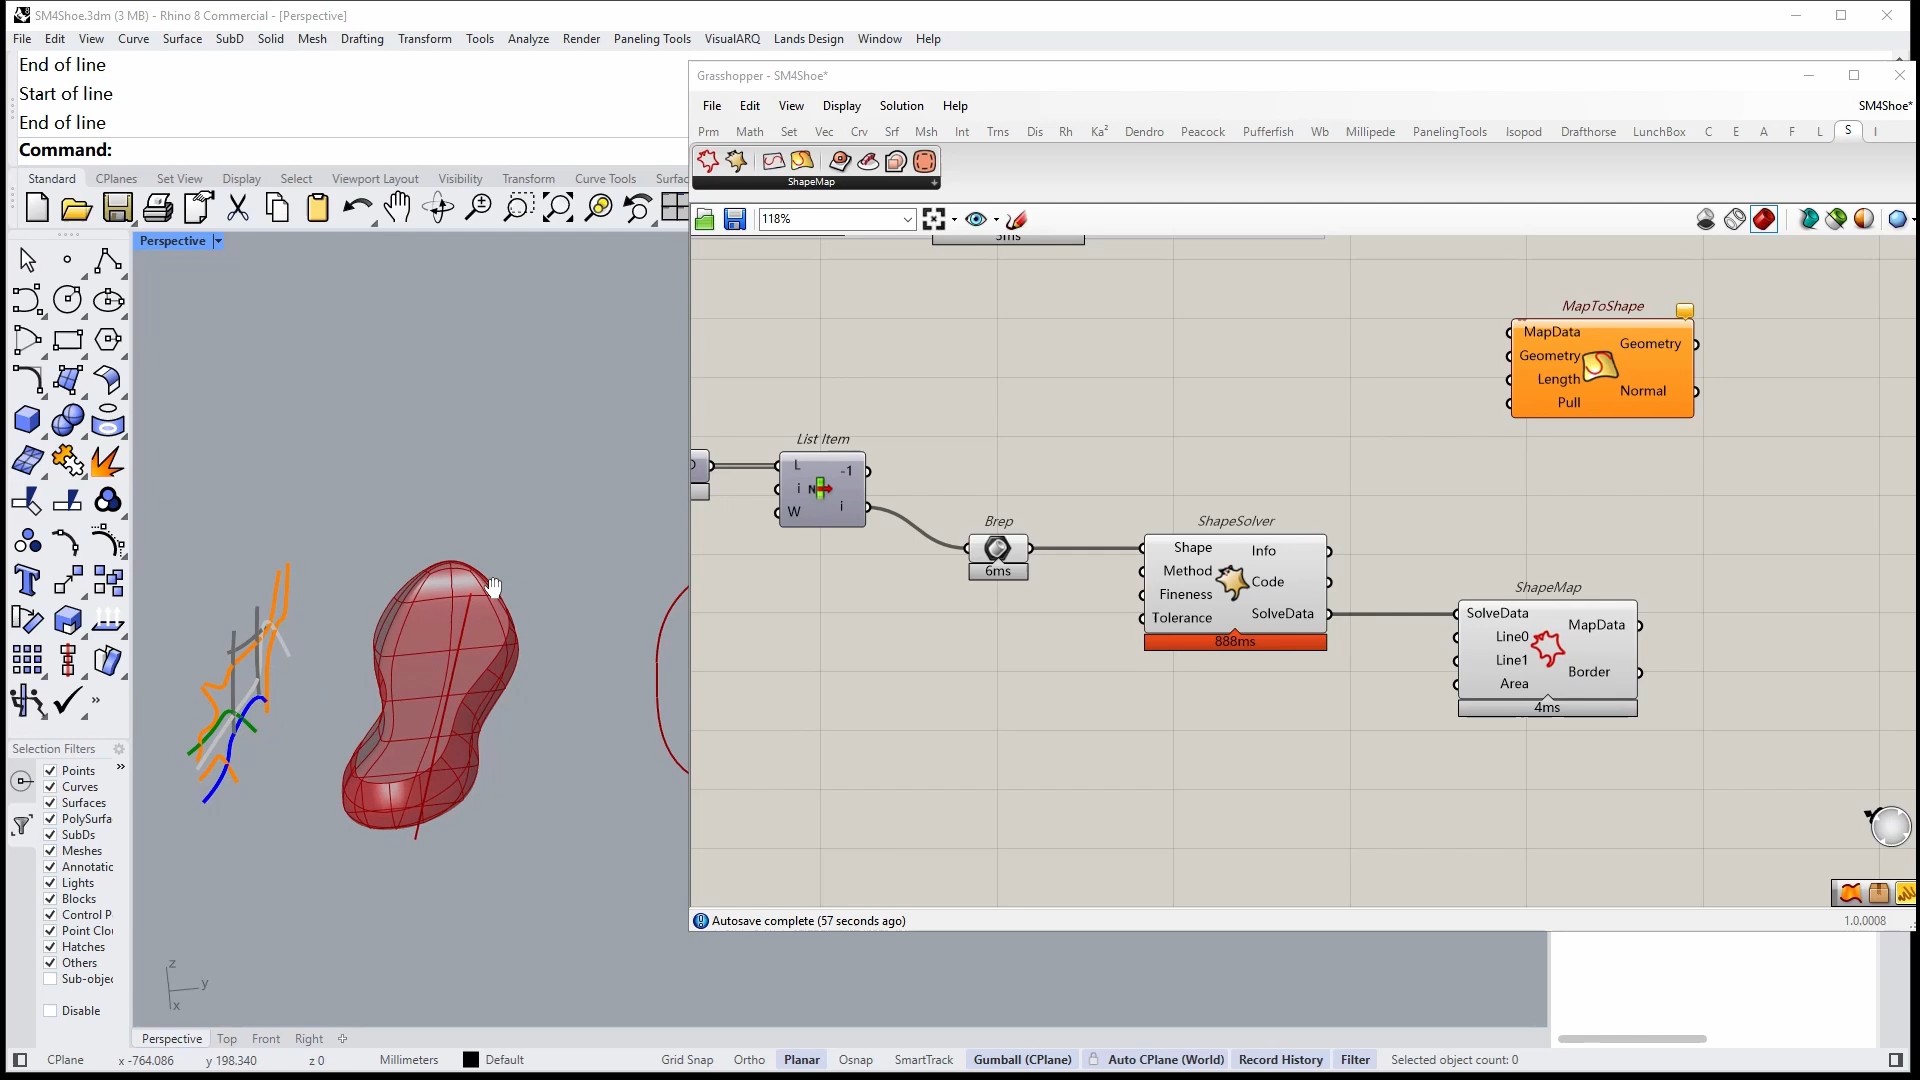 SM4Shoe.3dm (3 MB) - Rhino 8 Commercial - [Perspective]
File Edit View Curve Surface SubD Solid Mesh Drafting Transform Tools Analyze Render Paneling Tools VisualARQ Lands Design Window Help
End of line
Start of line
End of line
Command:
Standard CPlanes Set View Display Select Viewport Layout Visibility Transform Curve Tools Surfac
Perspective
Grasshopper - SM4Shoe*
File Edit View Display Solution Help SM4Shoe*
Prm Math Set Vec Crv Srf Msh Int Trns Dis Rh Ka² Dendro Peacock Pufferfish Wb Millipede PanelingTools Isopod Drafthorse LunchBox C E A F L S I
ShapeMap
118%
3ms
MapToShape
MapData
Geometry
Length
Pull
Geometry
Normal
List Item
L
i
W
-1
i
N
Brep
6ms
ShapeSolver
Shape
Method
Fineness
Tolerance
Info
Code
SolveData
888ms
ShapeMap
SolveData
Line0
Line1
Area
MapData
Border
4ms
Autosave complete (57 seconds ago)
1.0.0008
Selection Filters
Points
Curves
Surfaces
PolySurfa
SubDs
Meshes
Annotatic
Lights
Blocks
Control P
Point Clou
Hatches
Others
Sub-objec
Disable
z
y
x
Perspective Top Front Right
CPlane x -764.086 y 198.340 z 0 Millimeters Default Grid Snap Ortho Planar Osnap SmartTrack Gumball (CPlane) Auto CPlane (World) Record History Filter Selected object count: 0